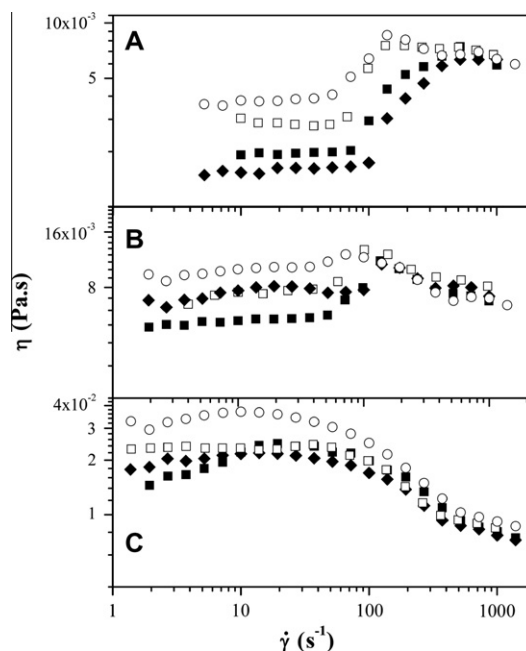 10x10⁻³
5
A
16x10⁻³
8
B
η (Pa.s)
4x10⁻²
3
2
1
C
1 10 100 1000
γ̇ (s⁻¹)